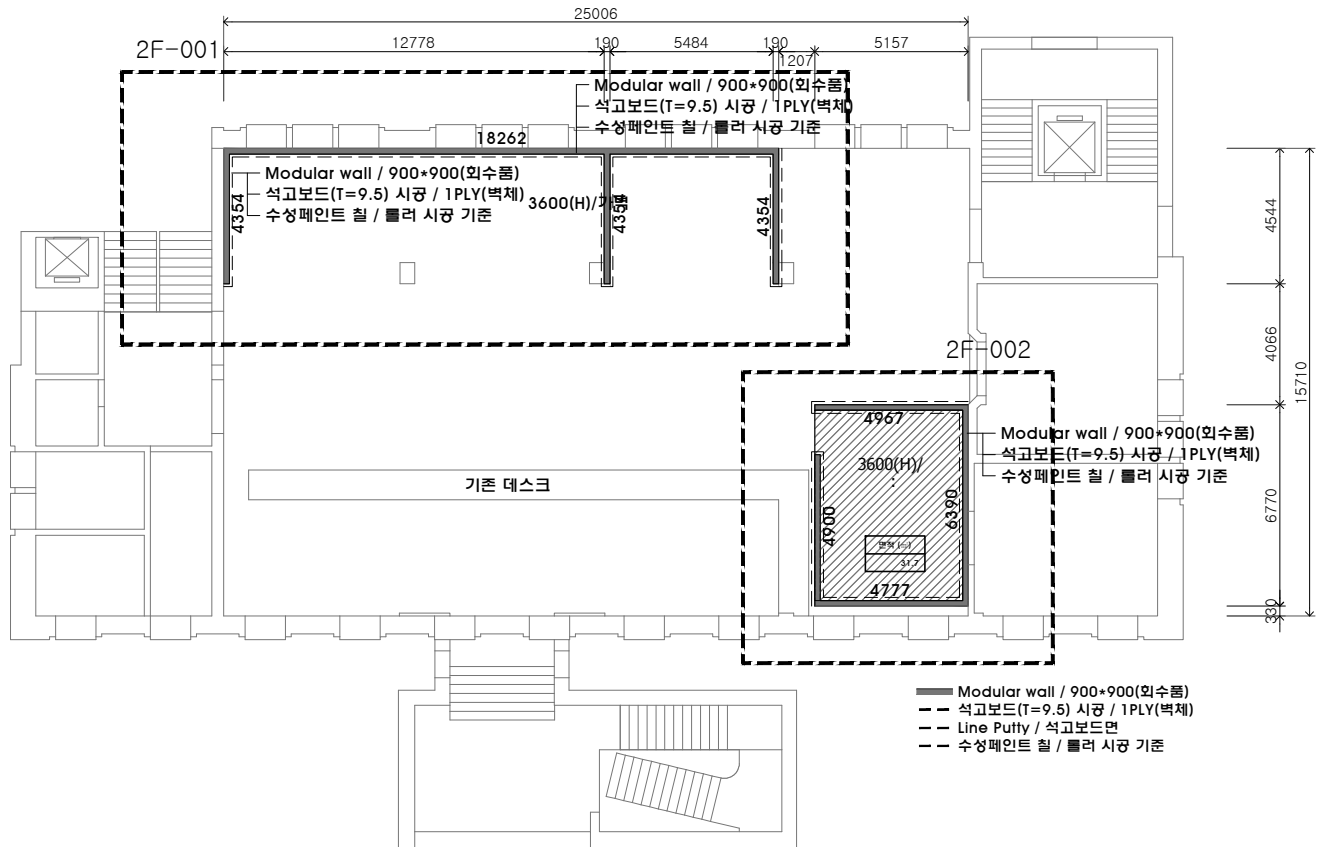 25006
12778
190
5484
190
1207
5157
2F-001
Modular wall / 900*900(회수품)
석고보드(T=9.5) 시공 / 1PLY(벽체)
수성페인트 칠 / 롤러 시공 기준
18262
Modular wall / 900*900(회수품)
석고보드(T=9.5) 시공 / 1PLY(벽체)
수성페인트 칠 / 롤러 시공 기준
3600(H)/
4354
4354
4354
4544
4066
15710
6770
330
2F-002
4967
Modular wall / 900*900(회수품)
석고보드(T=9.5) 시공 / 1PLY(벽체)
수성페인트 칠 / 롤러 시공 기준
3600(H)/
:
기존 데스크
4900
6390
면적 (㎡)
31.7
4777
Modular wall / 900*900(회수품)
석고보드(T=9.5) 시공 / 1PLY(벽체)
Line Putty / 석고보드면
수성페인트 칠 / 롤러 시공 기준